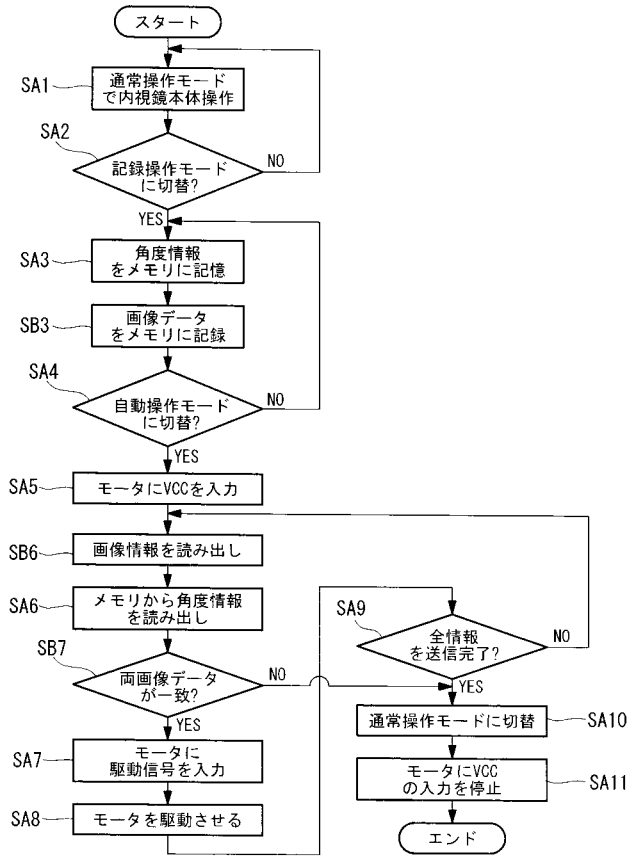 スタート
SA1
通常操作モード
で内視鏡本体操作
SA2
記録操作モード
に切替?
NO
YES
SA3
角度情報
をメモリに記憶
SB3
画像データ
をメモリに記録
SA4
自動操作モード
に切替?
NO
YES
SA5
モータにVCCを入力
SB6
画像情報を読み出し
SA6
メモリから角度情報
を読み出し
SB7
両画像データ
が一致?
NO
YES
SA7
モータに
駆動信号を入力
SA8
モータを駆動させる
SA9
全情報
を送信完了?
NO
YES
通常操作モードに切替
SA10
モータにVCC
の入力を停止
SA11
エンド